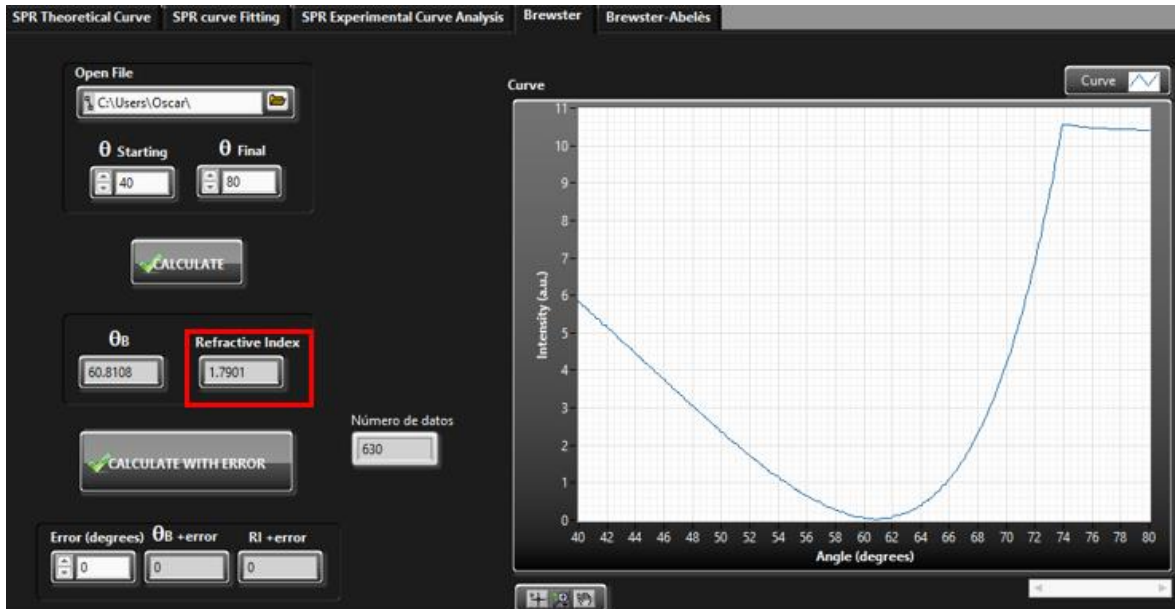 SPR Theoretical Curve SPR curve Fitting SPR Experimental Curve Analysis Brewster Brewster-Abelès
Open File
C:\Users\Oscar\
θ Starting θ Final
40 80
CALCULATE
θB Refractive Index
60.8108 1.7901
Número de datos
630
CALCULATE WITH ERROR
Error (degrees) θB +error RI +error
0 0 0
Curve
Curve
11
10
9
8
7
6
5
4
3
2
1
0
Intensity (a.u.)
40 42 44 46 48 50 52 54 56 58 60 62 64 66 68 70 72 74 76 78 80
Angle (degrees)